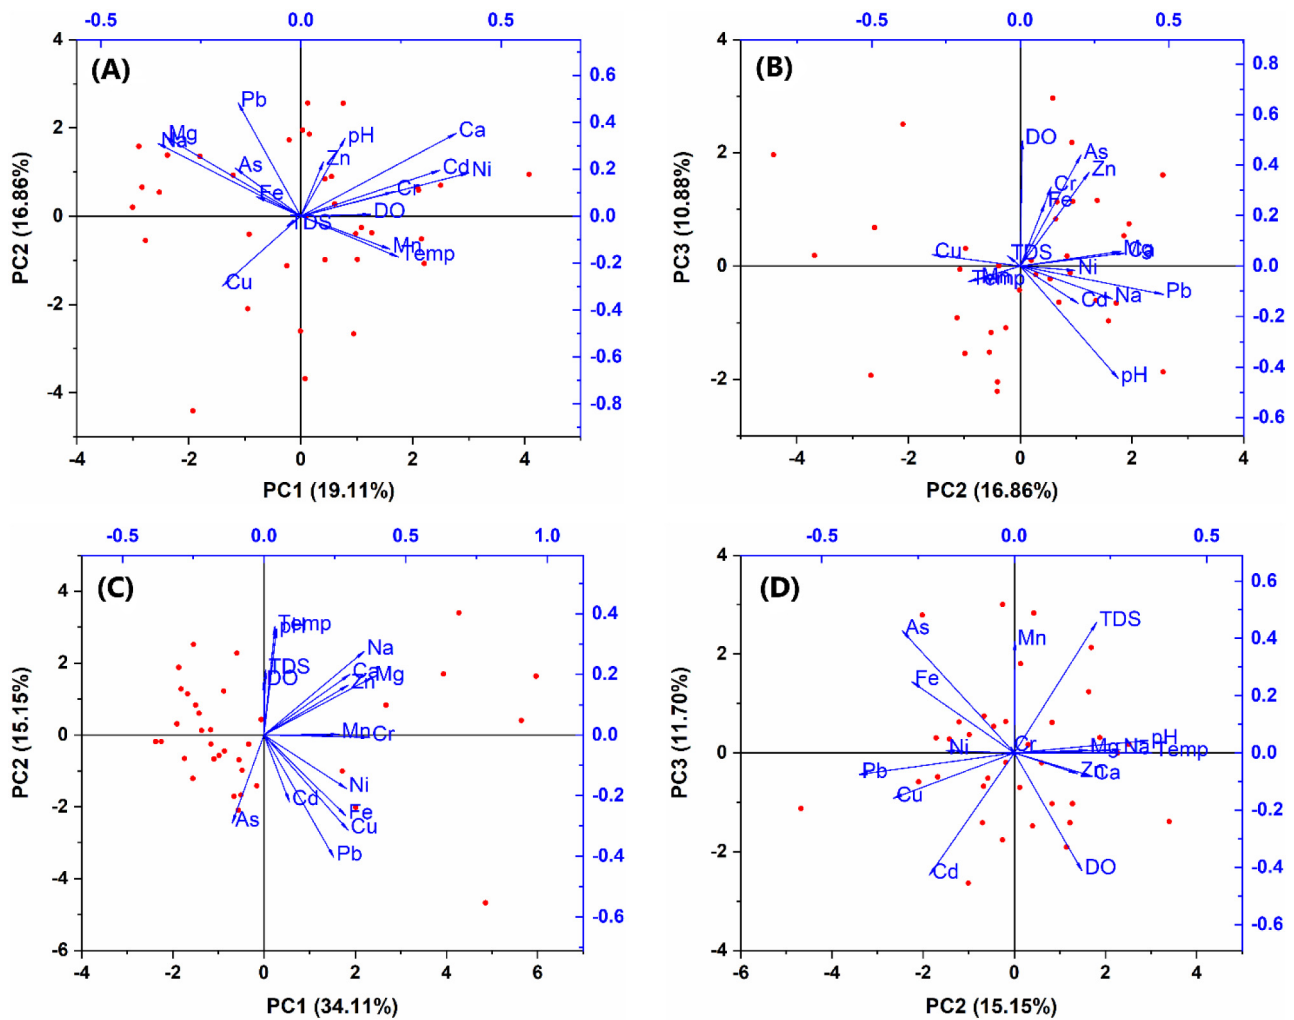 -0.5 0.0 0.5
-0.5 0.0 0.5
(A)
4
2
0
-2
-4
0.6
0.4
0.2
0.0
-0.2
-0.4
-0.6
-0.8
PC2 (16.86%)
Pb
Mg
Na
As
Fe
pH
Zn
Ca
Cd
Ni
Cr
DO
TDS
Mn
Temp
Cu
-4 -2 0 2 4
PC1 (19.11%)
(B)
4
2
0
-2
0.8
0.6
0.4
0.2
0.0
-0.2
-0.4
-0.6
PC3 (10.88%)
DO
As
Zn
Cr
Fe
Cu
TDS
Mg
Ca
Ni
Temp
Mn
Cd
Na
Pb
pH
-4 -2 0 2 4
PC2 (16.86%)
-0.5 0.0 0.5 1.0
-0.5 0.0 0.5
(C)
4
2
0
-2
-4
-6
0.4
0.2
0.0
-0.2
-0.4
-0.6
PC2 (15.15%)
Temp
pH
Na
TDS
DO
Ca
Mg
Zn
Mn
Cr
Ni
Cd
Fe
Cu
As
Pb
-4 -2 0 2 4 6
PC1 (34.11%)
(D)
4
2
0
-2
-4
0.6
0.4
0.2
0.0
-0.2
-0.4
-0.6
PC3 (11.70%)
As
Mn
TDS
Fe
Ni
Cr
Mg
Na
pH
Temp
Pb
Zn
Ca
Cu
Cd
DO
-6 -4 -2 0 2 4
PC2 (15.15%)